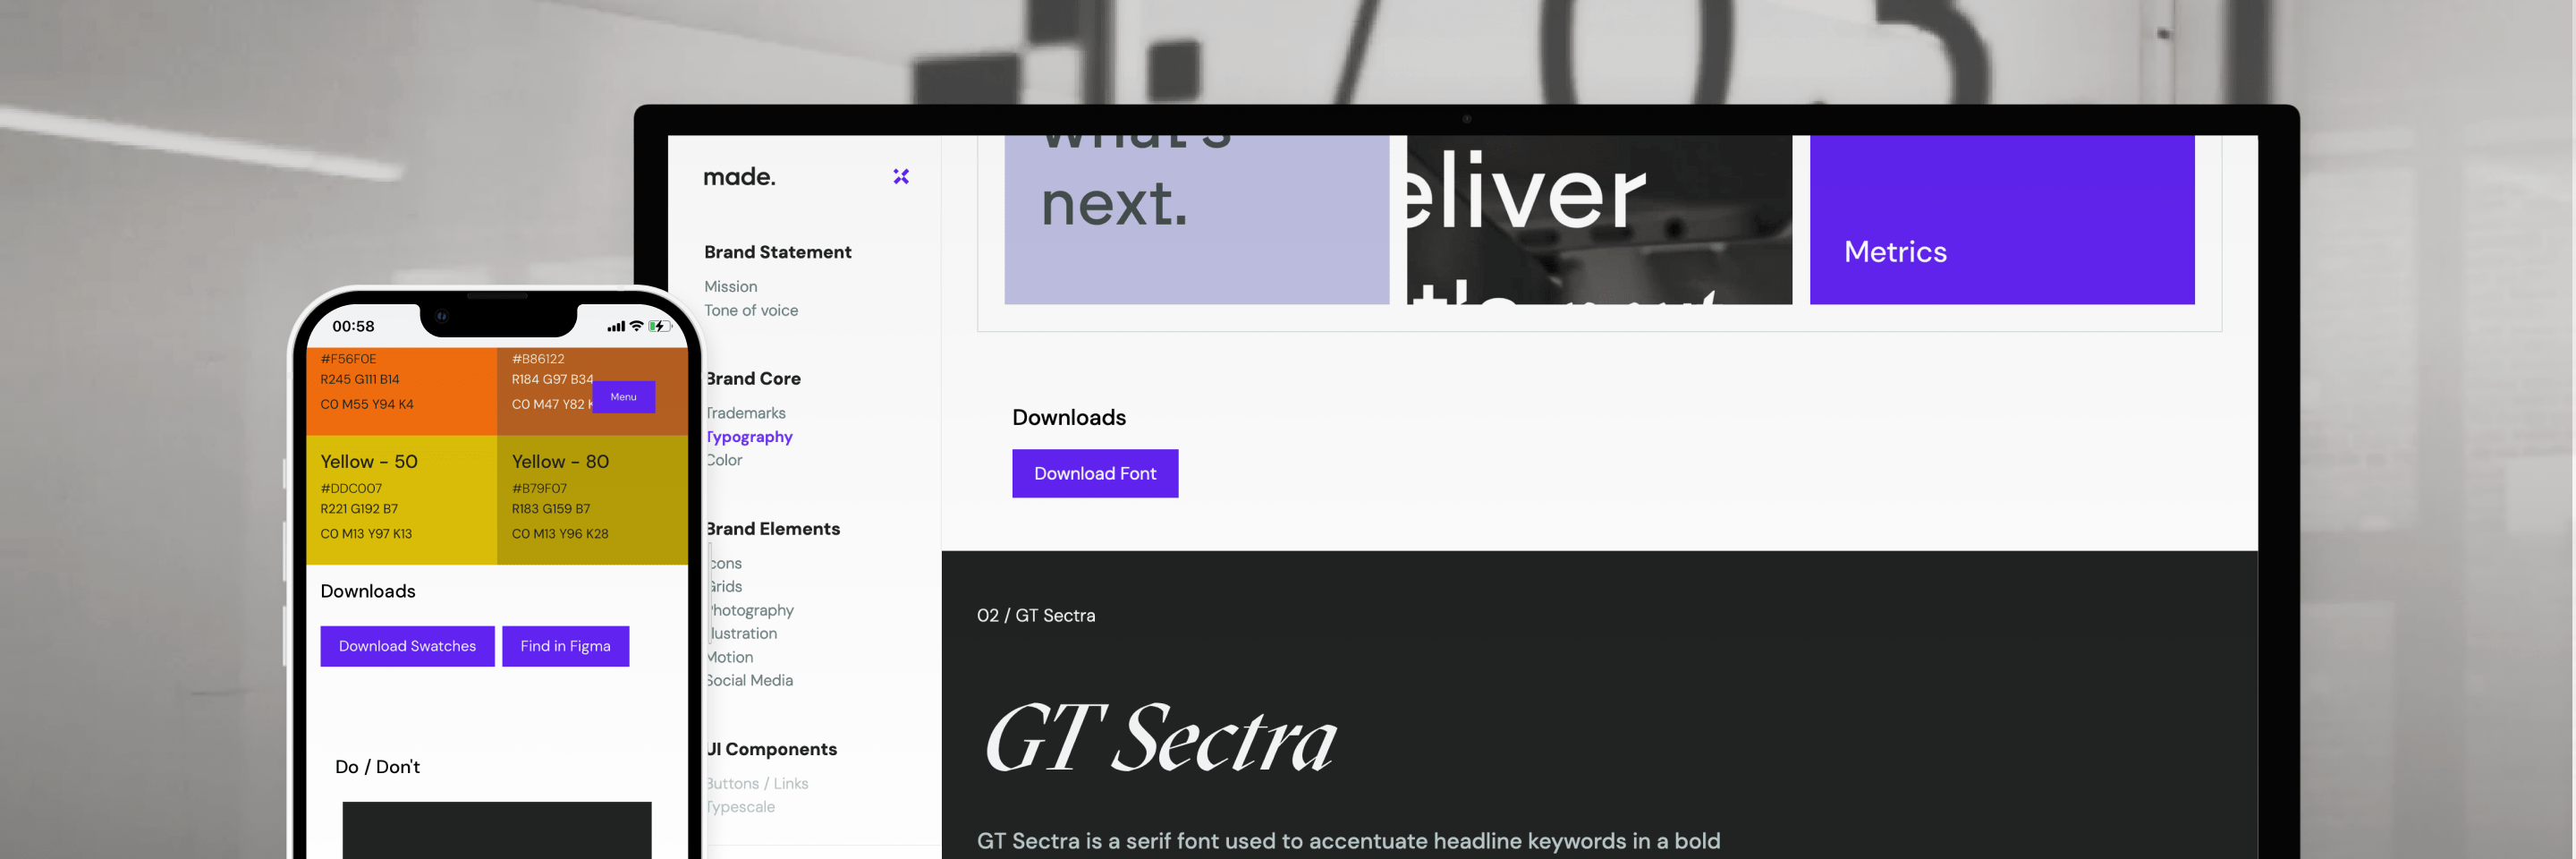 what's
next.
eliver
t's next
Metrics
made.
Brand Statement
Mission
Tone of voice
Brand Core
Trademarks
Typography
Color
Brand Elements
Icons
Grids
Photography
Illustration
Motion
Social Media
UI Components
Buttons / Links
Typescale
Downloads
Download Font
02 / GT Sectra
GT Sectra
GT Sectra is a serif font used to accentuate headline keywords in a bold
00:58
#F56F0E
R245 G111 B14
C0 M55 Y94 K4
#B86122
R184 G97 B34
C0 M47 Y82 K
Menu
Yellow - 50
#DDC007
R221 G192 B7
C0 M13 Y97 K13
Yellow - 80
#B79F07
R183 G159 B7
C0 M13 Y96 K28
Downloads
Download Swatches
Find in Figma
Do / Don't